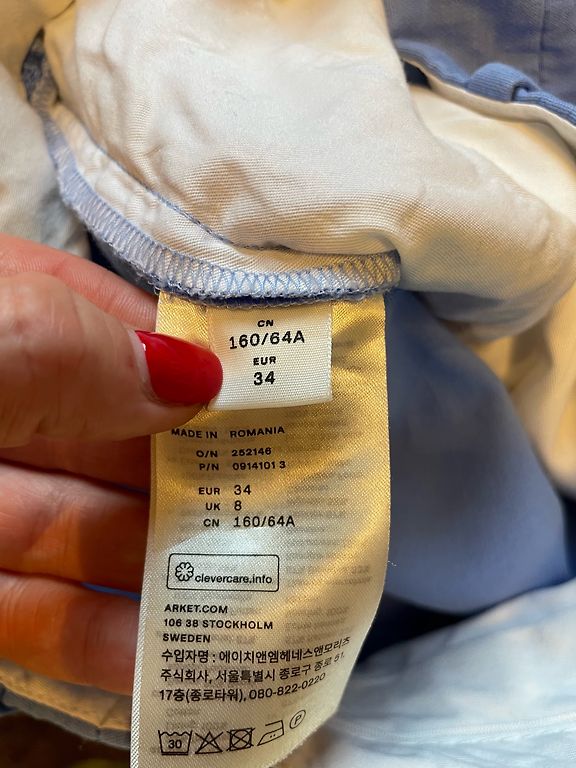 CN
160/64A
EUR
34
MADE IN ROMANIA
O/N 252146
P/N 0914101 3
EUR 34
UK 8
CN 160/64A
clevercare.info
ARKET.COM
106 38 STOCKHOLM
SWEDEN
수입자명 : 에이치앤엠헤네스앤모리츠
주식회사, 서울특별시 종로구 종로 51,
17층(종로타워), 080-822-0220
30
P